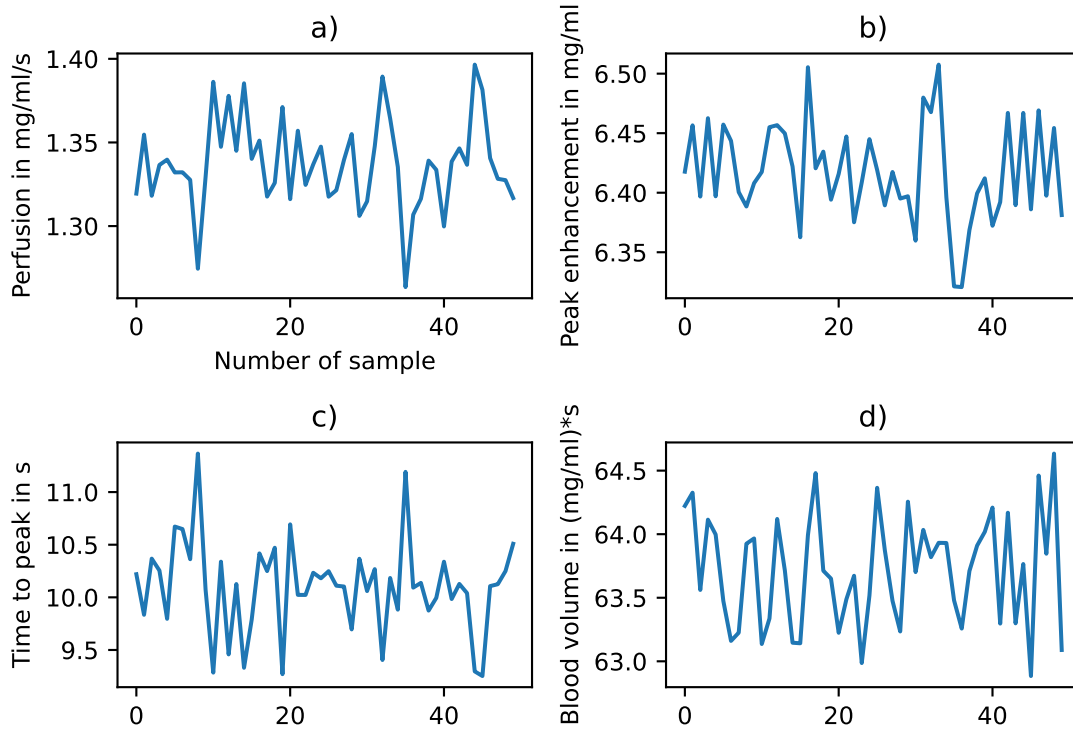 a)
Perfusion in mg/ml/s
1.40
1.35
1.30
0 20 40
Number of sample
b)
Peak enhancement in mg/ml
6.50
6.45
6.40
6.35
0 20 40
c)
Time to peak in s
11.0
10.5
10.0
9.5
0 20 40
d)
Blood volume in (mg/ml)*s
64.5
64.0
63.5
63.0
0 20 40